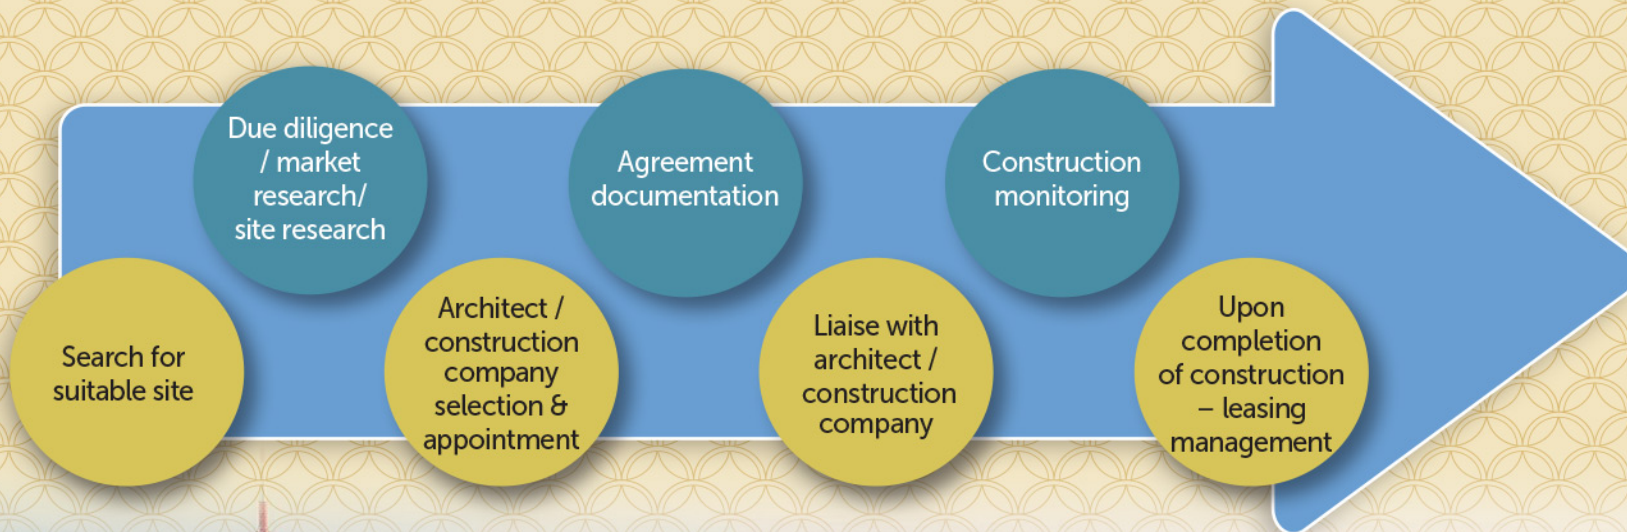 Search for
suitable site
Due diligence
/ market
research/
site research
Architect /
construction
company
selection &
appointment
Agreement
documentation
Liaise with
architect /
construction
company
Construction
monitoring
Upon
completion
of construction
– leasing
management